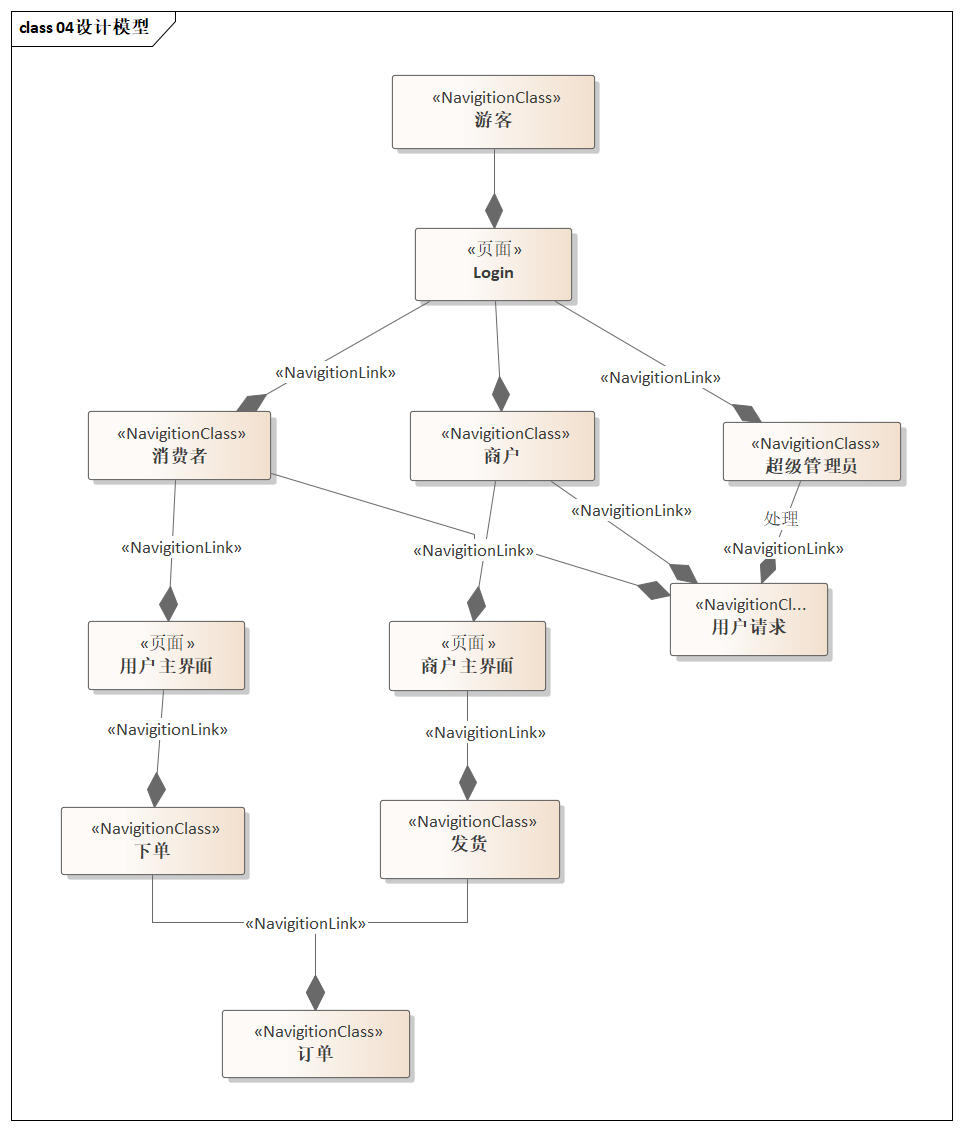 class 04设计模型
«NavigitionClass»
游客
«页面»
Login
«NavigitionLink»
«NavigitionLink»
«NavigitionClass»
消费者
«NavigitionClass»
商户
«NavigitionClass»
超级管理员
«NavigitionLink»
处理
«NavigitionLink»
«NavigitionLink»
«NavigitionLink»
«NavigitionCl...
用户请求
«页面»
用户主界面
«页面»
商户主界面
«NavigitionLink»
«NavigitionLink»
«NavigitionClass»
下单
«NavigitionClass»
发货
«NavigitionLink»
«NavigitionClass»
订单